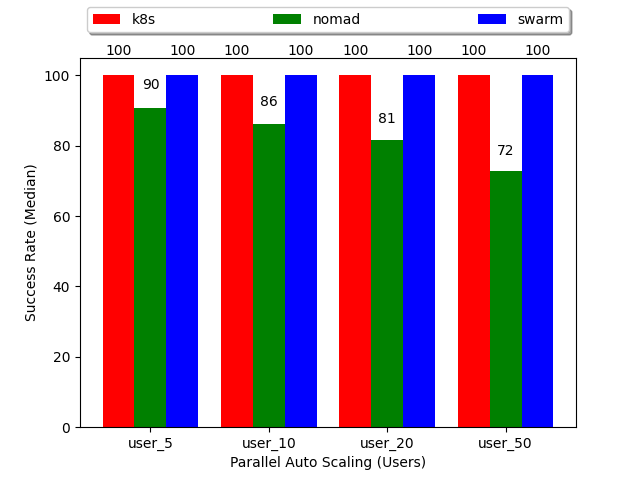 k8s nomad swarm
100 100 100 100 100 100 100 100
90
86
81
72
100
80
60
40
20
0
Success Rate (Median)
user_5 user_10 user_20 user_50
Parallel Auto Scaling (Users)